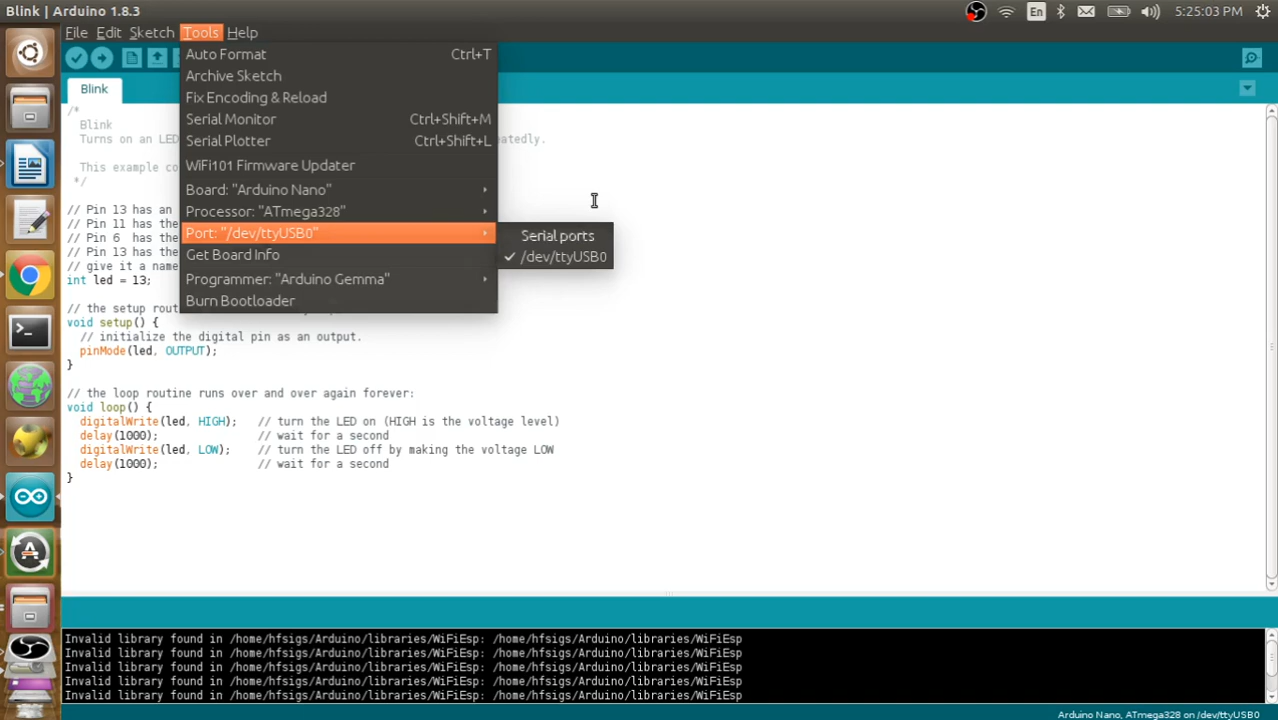 Blink | Arduino 1.8.3
En
5:25:03 PM
File Edit Sketch Tools Help
Auto Format Ctrl+T
Archive Sketch
Fix Encoding & Reload
Serial Monitor Ctrl+Shift+M
Serial Plotter Ctrl+Shift+L
WiFi101 Firmware Updater
Board: "Arduino Nano"
Processor: "ATmega328"
Port: "/dev/ttyUSB0"
Get Board Info
Programmer: "Arduino Gemma"
Burn Bootloader
Serial ports
/dev/ttyUSB0
Blink
/*
Blink
Turns on an LED
This example co
*/
// Pin 13 has an
// Pin 11 has the
// Pin 6 has the
// Pin 13 has the
// give it a name
int led = 13;
// the setup rout
void setup() {
// initialize the digital pin as an output.
pinMode(led, OUTPUT);
}
// the loop routine runs over and over again forever:
void loop() {
digitalWrite(led, HIGH); // turn the LED on (HIGH is the voltage level)
delay(1000); // wait for a second
digitalWrite(led, LOW); // turn the LED off by making the voltage LOW
delay(1000); // wait for a second
}
Invalid library found in /home/hfsigs/Arduino/libraries/WiFiEsp: /home/hfsigs/Arduino/libraries/WiFiEsp
Invalid library found in /home/hfsigs/Arduino/libraries/WiFiEsp: /home/hfsigs/Arduino/libraries/WiFiEsp
Invalid library found in /home/hfsigs/Arduino/libraries/WiFiEsp: /home/hfsigs/Arduino/libraries/WiFiEsp
Invalid library found in /home/hfsigs/Arduino/libraries/WiFiEsp: /home/hfsigs/Arduino/libraries/WiFiEsp
Invalid library found in /home/hfsigs/Arduino/libraries/WiFiEsp: /home/hfsigs/Arduino/libraries/WiFiEsp
Arduino Nano, ATmega328 on /dev/ttyUSB0